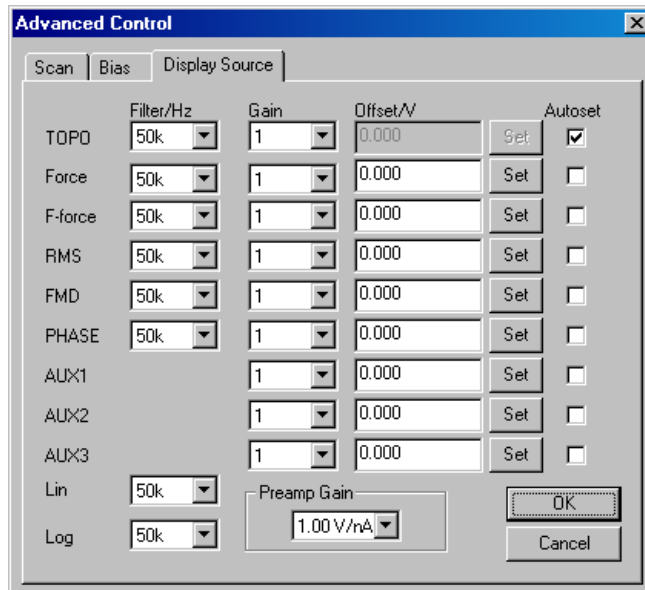 Advanced Control
Scan Bias Display Source
Filter/Hz Gain Offset/V Autoset
TOPO 50k 1 0.000 Set
Force 50k 1 0.000 Set
F-force 50k 1 0.000 Set
RMS 50k 1 0.000 Set
FMD 50k 1 0.000 Set
PHASE 50k 1 0.000 Set
AUX1 1 0.000 Set
AUX2 1 0.000 Set
AUX3 1 0.000 Set
Lin 50k Preamp Gain OK
Log 50k 1.00 V/nA Cancel